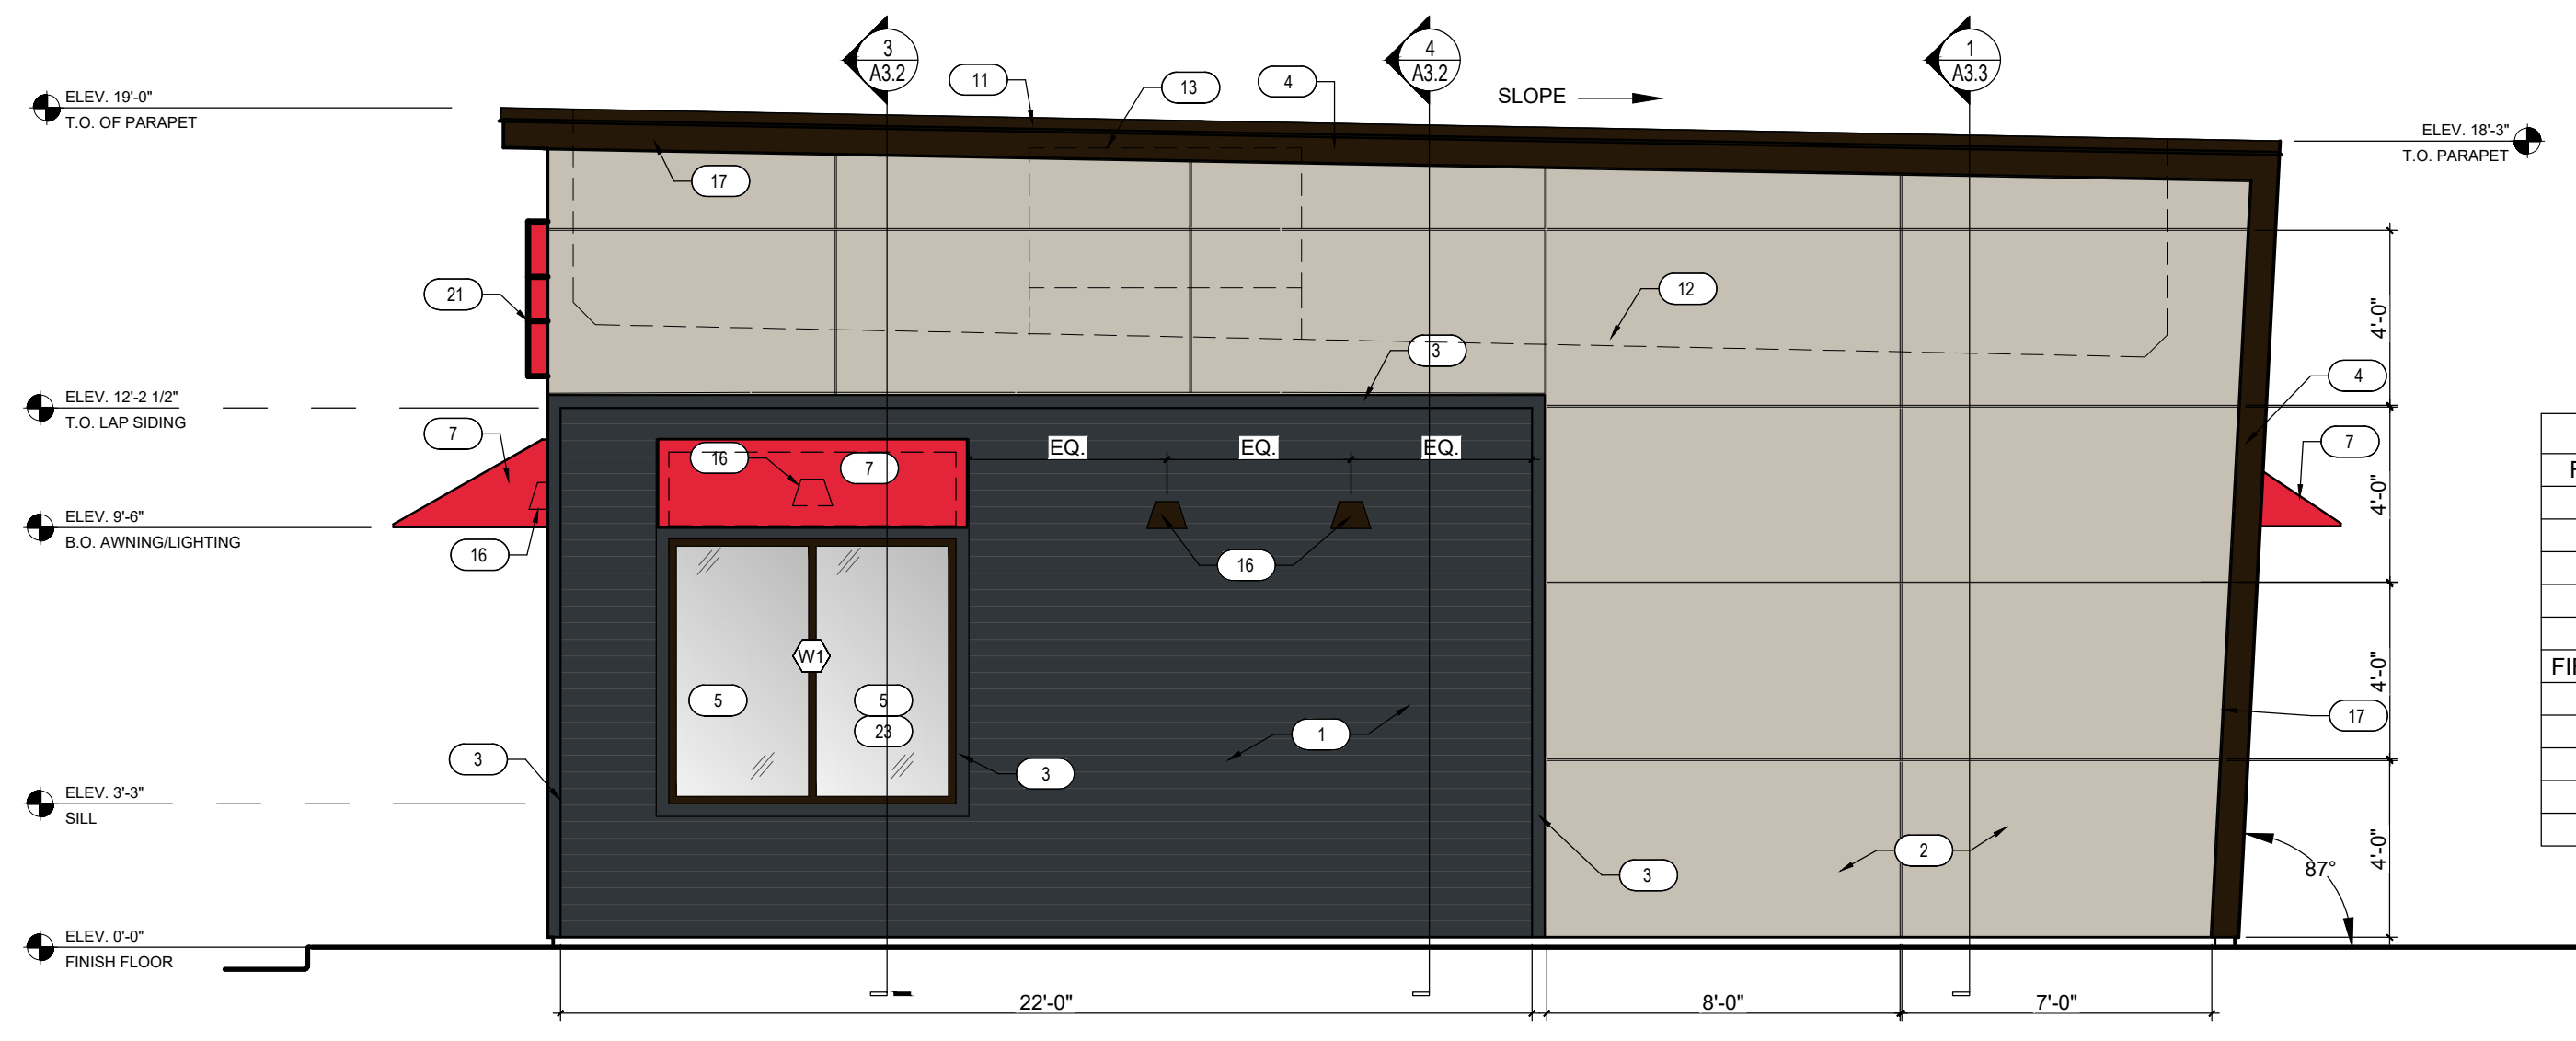 3
A3.2
4
A3.2
1
A3.3
11
13
4
SLOPE
ELEV. 19'-0"
T.O. OF PARAPET
ELEV. 18'-3"
T.O. PARAPET
17
21
12
4'-0"
3
4
ELEV. 12'-2 1/2"
T.O. LAP SIDING
7
EQ.
EQ.
EQ.
7
16
7
4'-0"
ELEV. 9'-6"
B.O. AWNING/LIGHTING
16
16
W1
4'-0"
5
5
23
1
17
3
3
ELEV. 3'-3"
SILL
2
3
4'-0"
87°
ELEV. 0'-0"
FINISH FLOOR
22'-0"
8'-0"
7'-0"